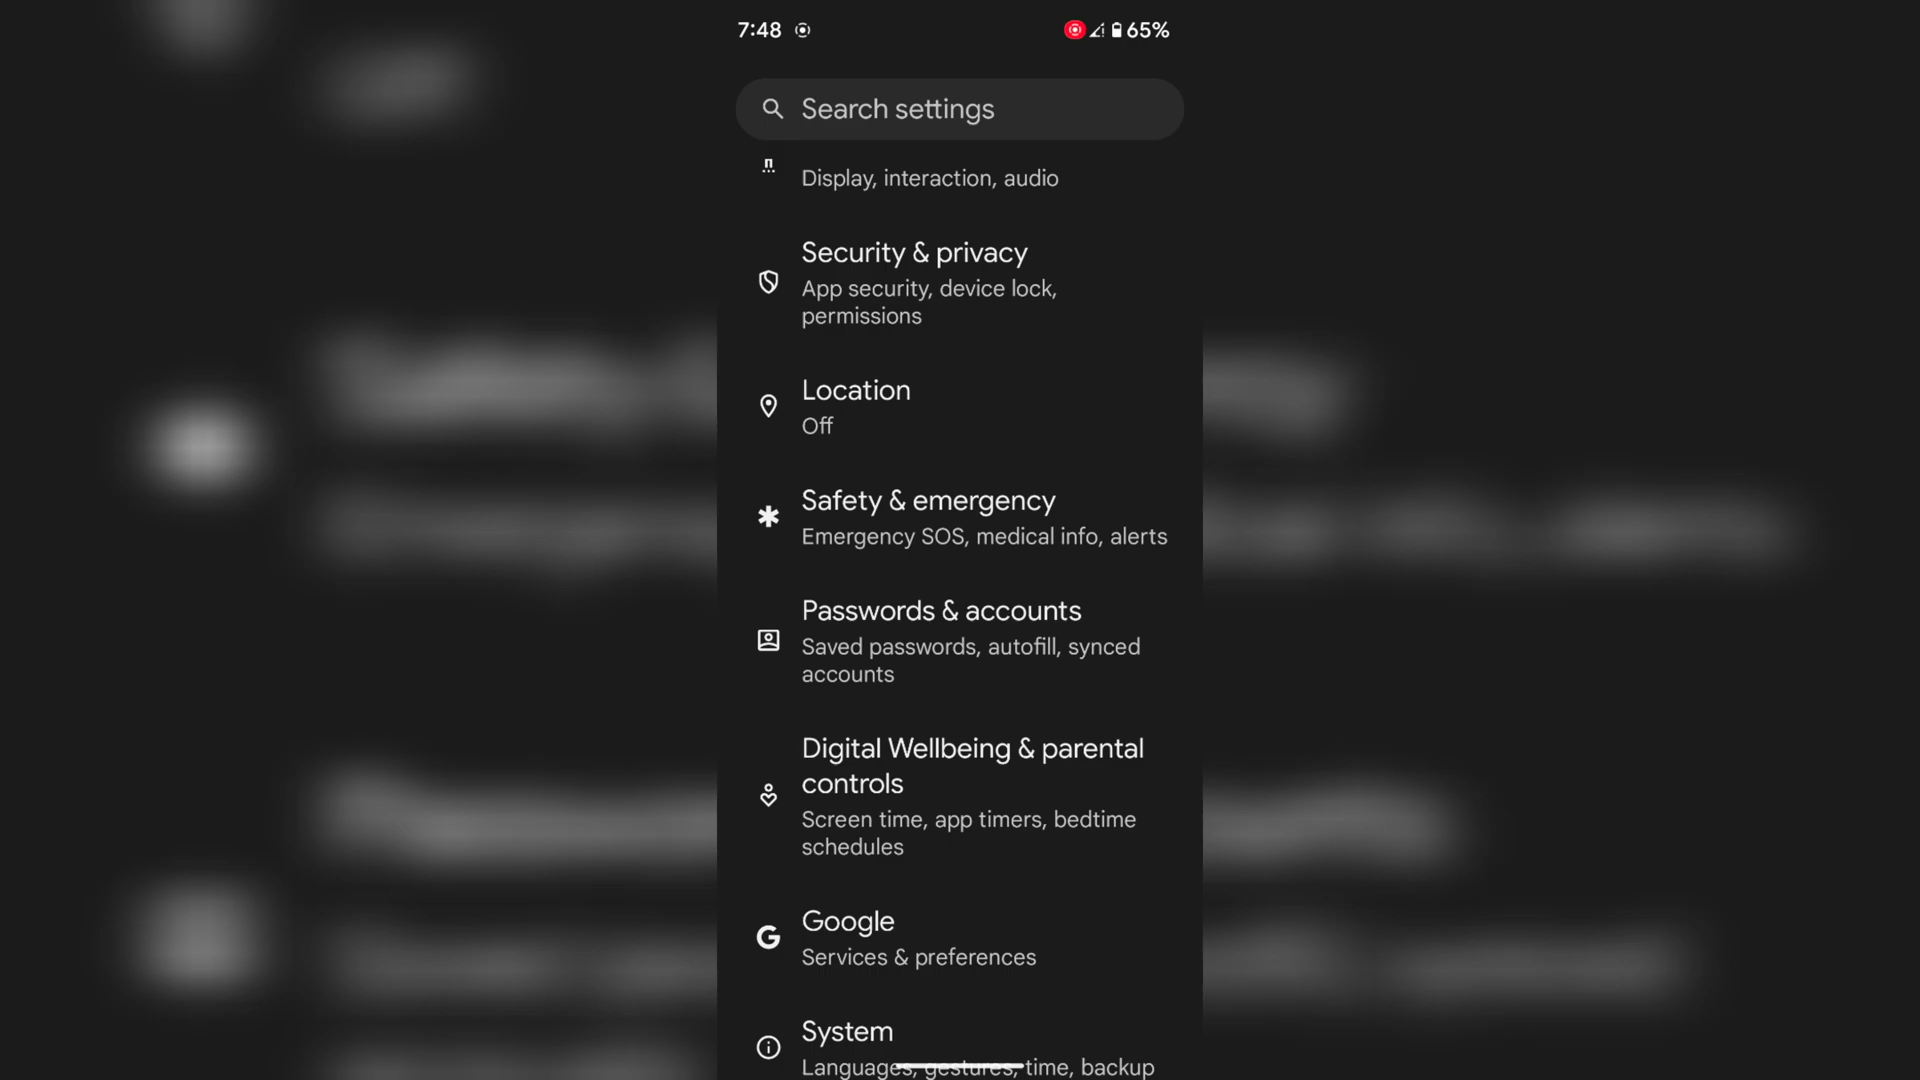 7:48 65%
Search settings
Display, interaction, audio
Security & privacy
App security, device lock,
permissions
Location
Off
Safety & emergency
Emergency SOS, medical info, alerts
Passwords & accounts
Saved passwords, autofill, synced
accounts
Digital Wellbeing & parental
controls
Screen time, app timers, bedtime
schedules
Google
Services & preferences
System
Languages, gestures, time, backup